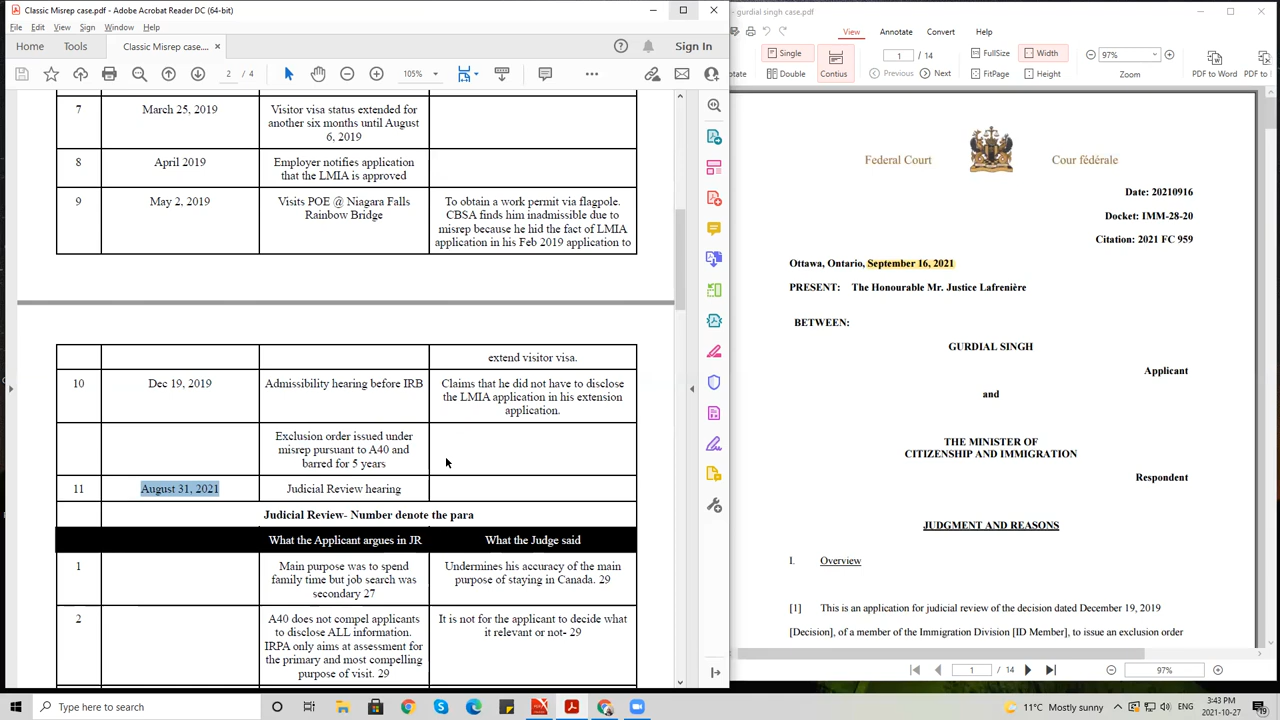 Classic Misrep case.pdf - Adobe Acrobat Reader DC (64-bit)
File Edit View Sign Window Help
Home Tools Classic Misrep case... × Sign In
2 / 4 105%
7 March 25, 2019 Visitor visa status extended for
another six months until August
6, 2019
8 April 2019 Employer notifies application
that the LMIA is approved
9 May 2, 2019 Visits POE @ Niagara Falls
Rainbow Bridge
To obtain a work permit via flagpole.
CBSA finds him inadmissible due to
misrep because he hid the fact of LMIA
application in his Feb 2019 application to
extend visitor visa.
10 Dec 19, 2019 Admissibility hearing before IRB
Claims that he did not have to disclose
the LMIA application in his extension
application.
Exclusion order issued under
misrep pursuant to A40 and
barred for 5 years
11 August 31, 2021 Judicial Review hearing
Judicial Review- Number denote the para
What the Applicant argues in JR What the Judge said
1 Main purpose was to spend
family time but job search was
secondary 27
Undermines his accuracy of the main
purpose of staying in Canada. 29
2 A40 does not compel applicants
to disclose ALL information.
IRPA only aims at assessment for
the primary and most compelling
purpose of visit. 29
It is not for the applicant to decide what
it relevant or not- 29
gurdial singh case.pdf
View Annotate Convert Help
Single 1 / 14 FullSize Width 97%
otate Double Contius Previous Next FitPage Height Zoom PDF to Word PDF to
Federal Court Cour fédérale
Date: 20210916
Docket: IMM-28-20
Citation: 2021 FC 959
Ottawa, Ontario, September 16, 2021
PRESENT: The Honourable Mr. Justice Lafrenière
BETWEEN:
GURDIAL SINGH
Applicant
and
THE MINISTER OF
CITIZENSHIP AND IMMIGRATION
Respondent
JUDGMENT AND REASONS
I. Overview
[1] This is an application for judicial review of the decision dated December 19, 2019
[Decision], of a member of the Immigration Division [ID Member], to issue an exclusion order
1 / 14 97%
Type here to search
11°C Mostly sunny ENG 3:43 PM
2021-10-27
19